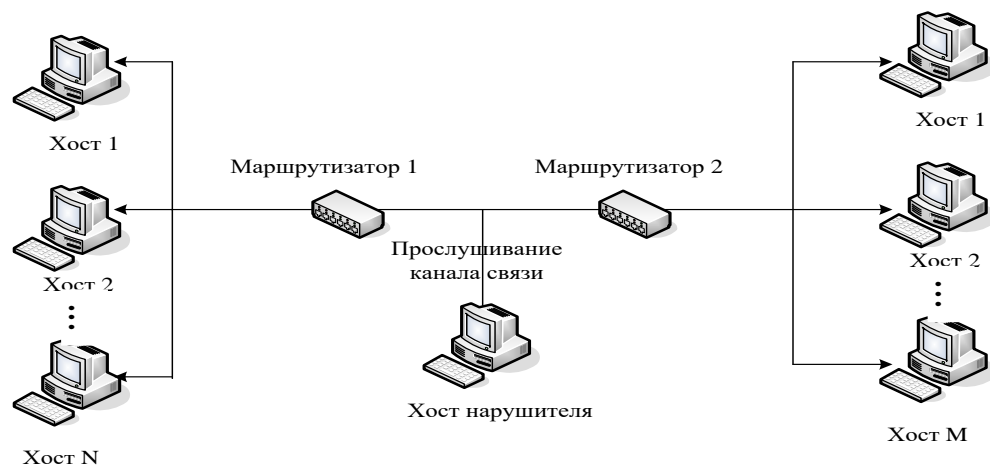 Хост 1
Хост 1
Маршрутизатор 1
Маршрутизатор 2
Хост 2
Хост 2
Прослушивание
канала связи
Хост нарушителя
Хост N
Хост M